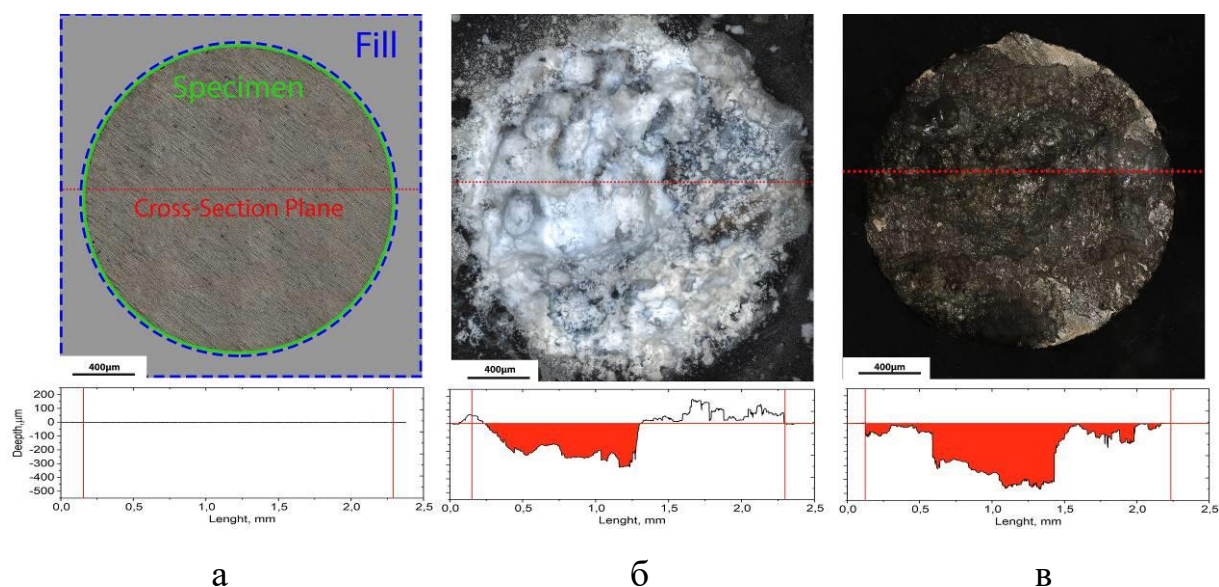 Fill
Specimen
Cross-Section Plane
400µm
400µm
400µm
200
100
0
-100
-200
-300
-400
-500
Deepth,µm
0,0 0,5 1,0 1,5 2,0 2,5
Lenght, mm
0,0 0,5 1,0 1,5 2,0 2,5
Lenght, mm
0,0 0,5 1,0 1,5 2,0 2,5
Lenght, mm
а б в